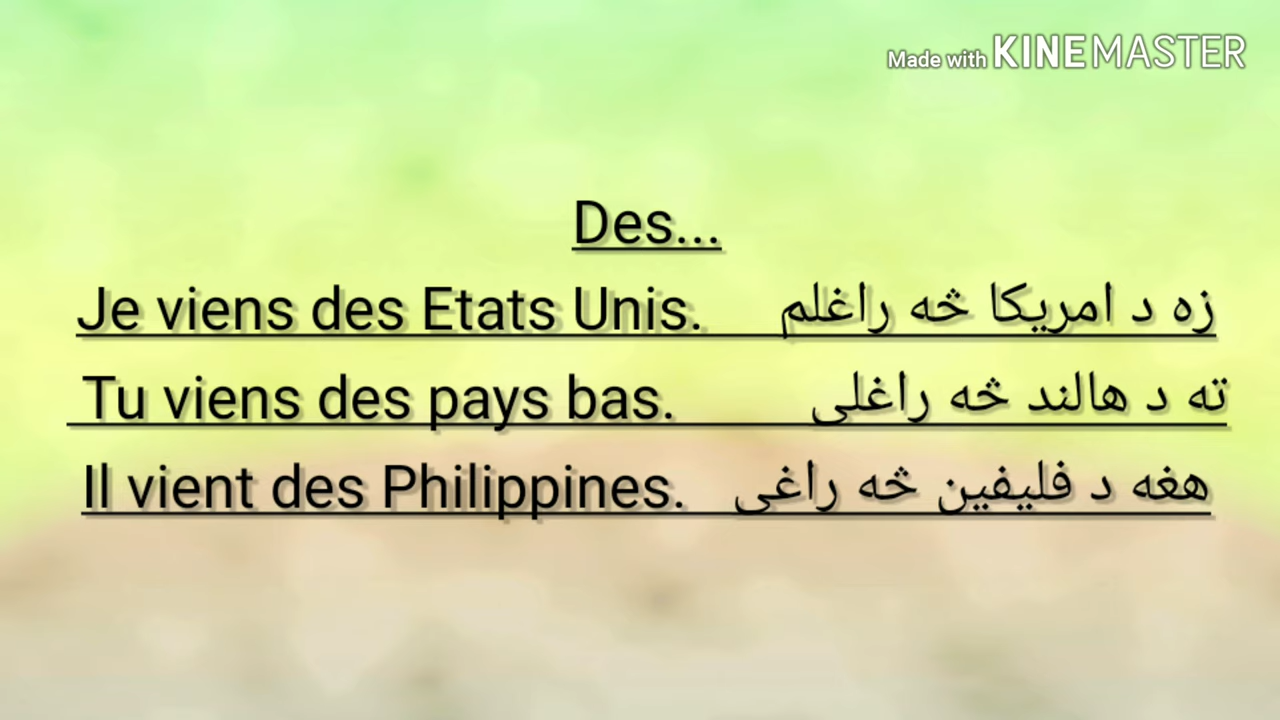 Made with KINEMASTER
Des...
Je viens des Etats Unis. زه د امریکا څه راغلم
Tu viens des pays bas. ته د هالند څه راغلی
Il vient des Philippines. هغه د فلیفین څه راغی